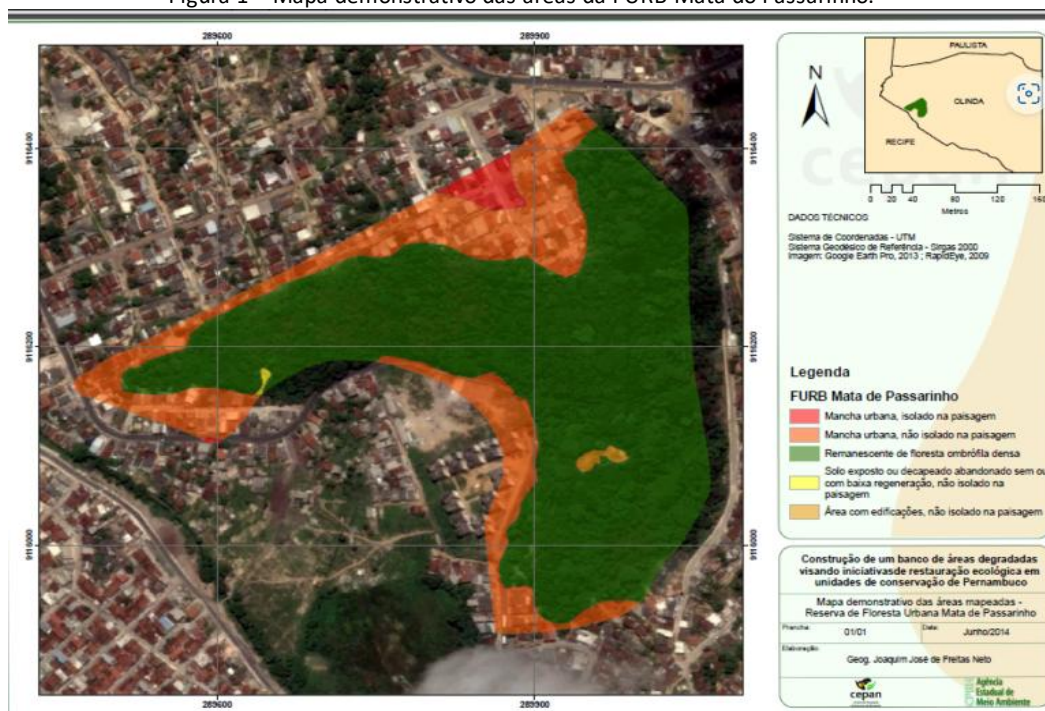 Figura 1 – Mapa demonstrativo das áreas da FURB Mata do Passarinho.
289600
289900
9116400
9116200
9116000
9116400
9116200
9116000
289600
289900
N
PAULISTA
OLINDA
RECIFE
cepan
0 20 40 80 120 160
Metros
DADOS TÉCNICOS
Sistema de Coordenadas - UTM
Sistema Geodésico de Referência - Sirgas 2000
Imagem: Google Earth Pro, 2013 ; RapidEye, 2009
Legenda
FURB Mata de Passarinho
Mancha urbana, isolado na paisagem
Mancha urbana, não isolado na paisagem
Remanescente de floresta ombrófila densa
Solo exposto ou decapeado abandonado sem ou
com baixa regeneração, não isolado na
paisagem
Área com edificações, não isolado na paisagem
Construção de um banco de áreas degradadas
visando iniciativasde restauração ecológica em
unidades de conservação de Pernambuco
Mapa demonstrativo das áreas mapeadas -
Reserva de Floresta Urbana Mata de Passarinho
Prancha: 01/01 Data: Junho/2014
Elaboração:
Geog. Joaquim José de Freitas Neto
cepan
CPRH Agência
Estadual de
Meio Ambiente